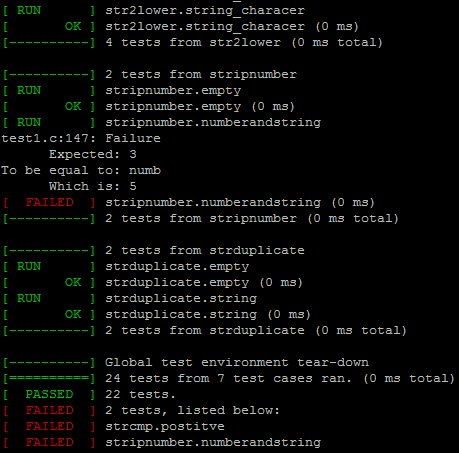 [ RUN      ] str2lower.string_characer
[       OK ] str2lower.string_characer (0 ms)
[----------] 4 tests from str2lower (0 ms total)

[----------] 2 tests from stripnumber
[ RUN      ] stripnumber.empty
[       OK ] stripnumber.empty (0 ms)
[ RUN      ] stripnumber.numberandstring
test1.c:147: Failure
      Expected: 3
To be equal to: numb
      Which is: 5
[  FAILED  ] stripnumber.numberandstring (0 ms)
[----------] 2 tests from stripnumber (0 ms total)

[----------] 2 tests from strduplicate
[ RUN      ] strduplicate.empty
[       OK ] strduplicate.empty (0 ms)
[ RUN      ] strduplicate.string
[       OK ] strduplicate.string (0 ms)
[----------] 2 tests from strduplicate (0 ms total)

[----------] Global test environment tear-down
[==========] 24 tests from 7 test cases ran. (0 ms total)
[  PASSED  ] 22 tests.
[  FAILED  ] 2 tests, listed below:
[  FAILED  ] strcmp.postitve
[  FAILED  ] stripnumber.numberandstring